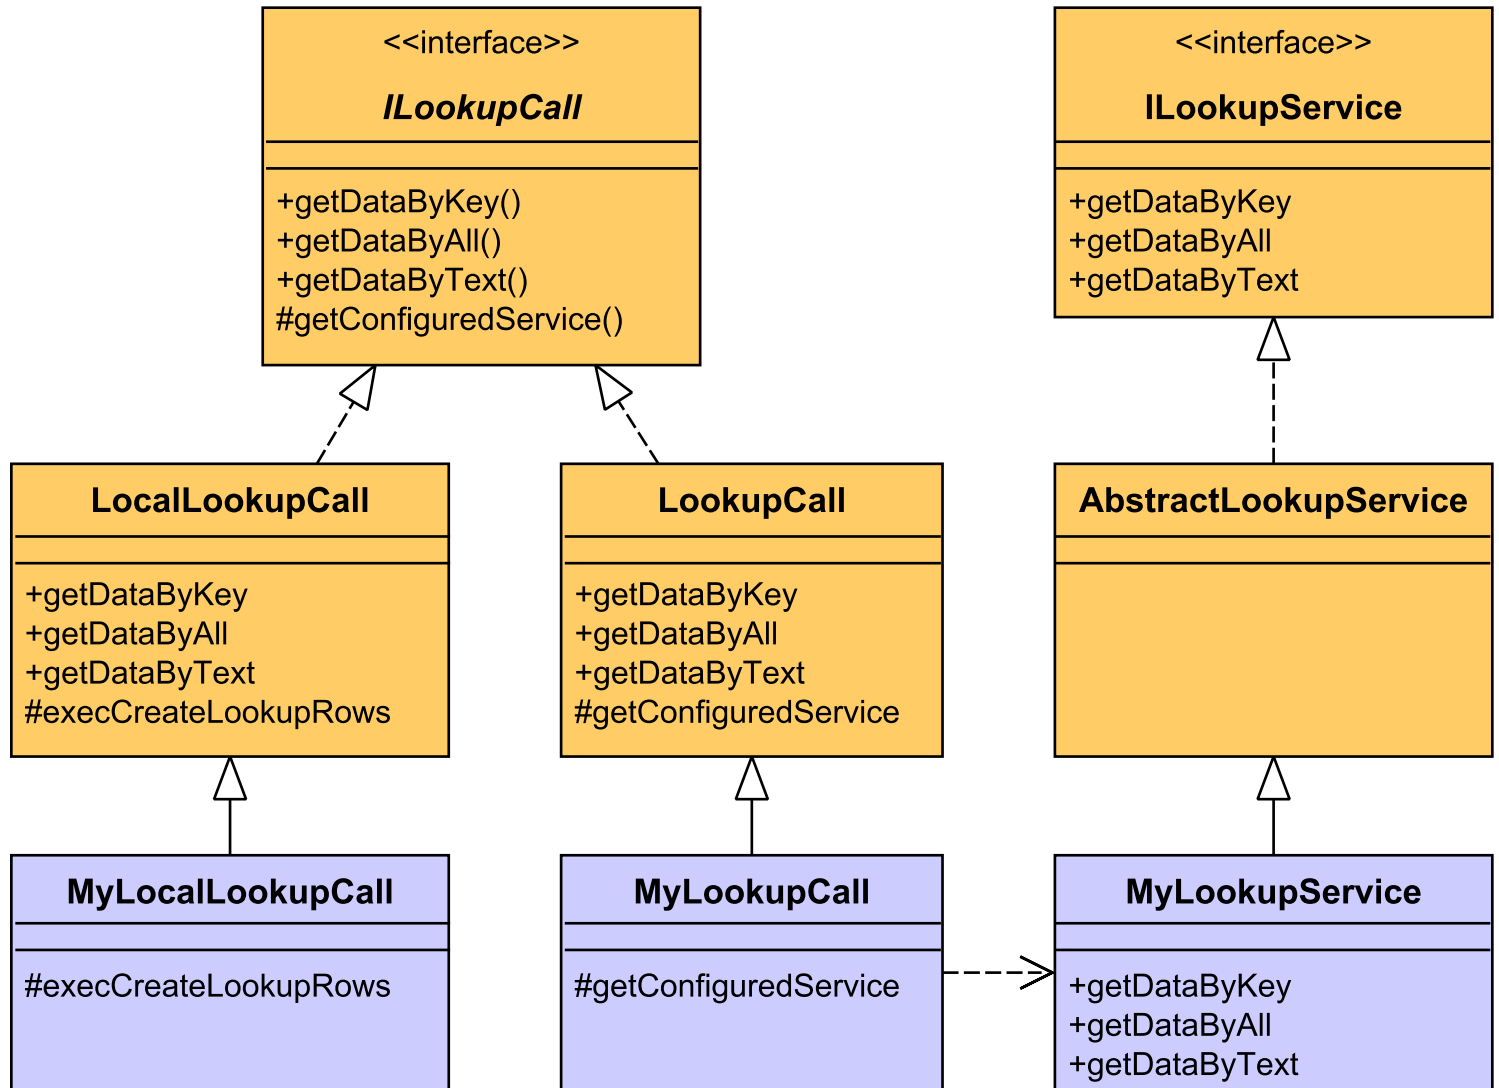 <<interface>>
ILookupCall
+getDataByKey()
+getDataByAll()
+getDataByText()
#getConfiguredService()
<<interface>>
ILookupService
+getDataByKey
+getDataByAll
+getDataByText
LocalLookupCall
+getDataByKey
+getDataByAll
+getDataByText
#execCreateLookupRows
LookupCall
+getDataByKey
+getDataByAll
+getDataByText
#getConfiguredService
AbstractLookupService
MyLocalLookupCall
#execCreateLookupRows
MyLookupCall
#getConfiguredService
MyLookupService
+getDataByKey
+getDataByAll
+getDataByText